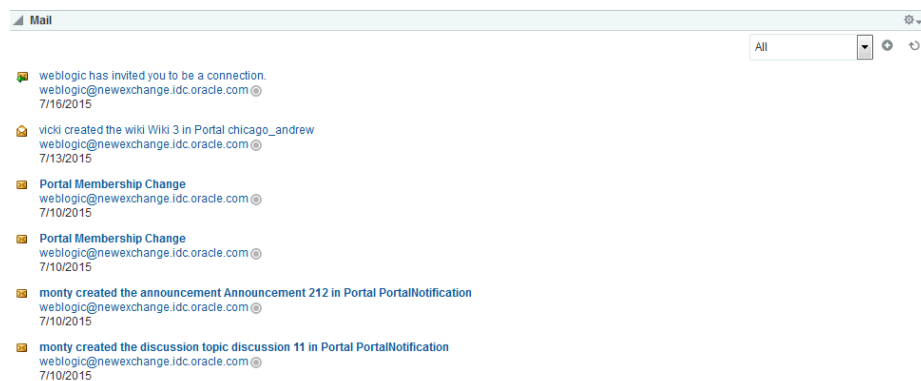 Mail
All
weblogic has invited you to be a connection.
weblogic@newexchange.idc.oracle.com
7/16/2015
vicki created the wiki Wiki 3 in Portal chicago_andrew
weblogic@newexchange.idc.oracle.com
7/13/2015
Portal Membership Change
weblogic@newexchange.idc.oracle.com
7/10/2015
Portal Membership Change
weblogic@newexchange.idc.oracle.com
7/10/2015
monty created the announcement Announcement 212 in Portal PortalNotification
weblogic@newexchange.idc.oracle.com
7/10/2015
monty created the discussion topic discussion 11 in Portal PortalNotification
weblogic@newexchange.idc.oracle.com
7/10/2015